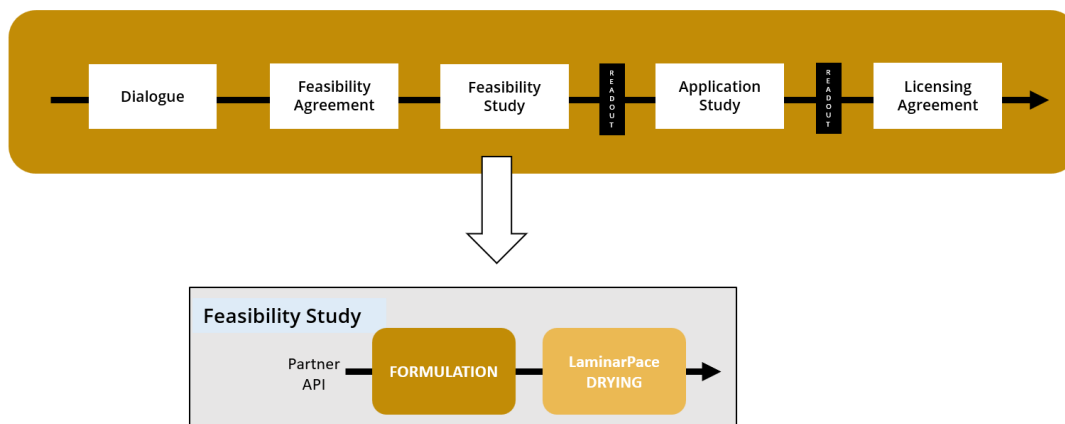 Dialogue
Feasibility
Agreement
Feasibility
Study
READOUT
Application
Study
READOUT
Licensing
Agreement
Feasibility Study
Partner
API
FORMULATION
LaminarPace
DRYING